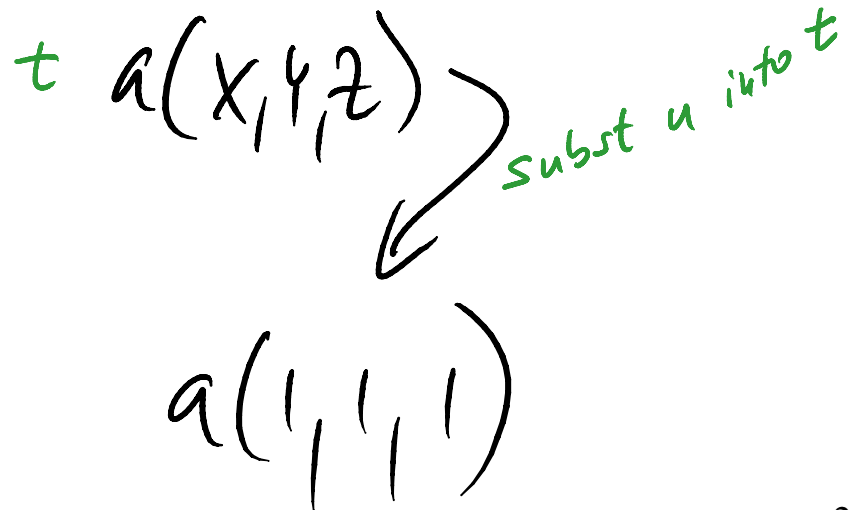 t a(X,Y,Z)
subst u into t
a(1,1,1)